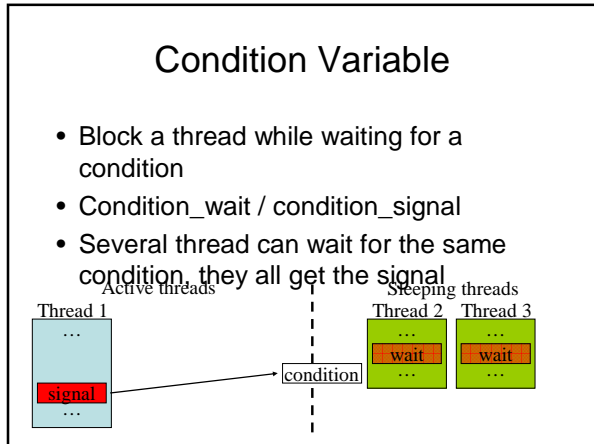 Condition Variable
• Block a thread while waiting for a
condition
• Condition_wait / condition_signal
• Several thread can wait for the same
condition, they all get the signal
Active threads
Sleeping threads
Thread 1
Thread 2
Thread 3
…
…
…
wait
wait
condition
…
…
signal
…